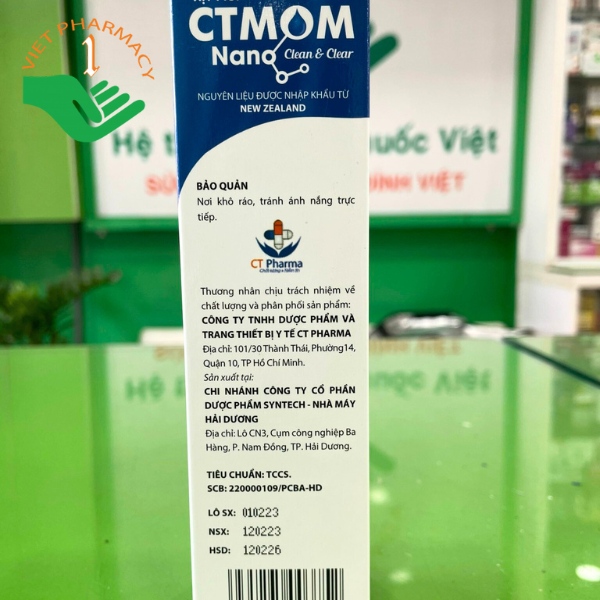 VIET PHARMACY
1
CTMOM
Nano Clean & Clear
NGUYÊN LIỆU ĐƯỢC NHẬP KHẨU TỪ
NEW ZEALAND
Hệ
uốc Việt
ĐÌNH VIỆT
BẢO QUẢN
Nơi khô ráo, tránh ánh nắng trực
tiếp.
CT Pharma
Thương nhân chịu trách nhiệm về
chất lượng và phân phối sản phẩm:
CÔNG TY TNHH DƯỢC PHẨM VÀ
TRANG THIẾT BỊ Y TẾ CT PHARMA
Địa chỉ: 101/30 Thành Thái, Phường14,
Quận 10, TP Hồ Chí Minh.
Sản xuất tại:
CHI NHÁNH CÔNG TY CỔ PHẦN
DƯỢC PHẨM SYNTECH - NHÀ MÁY
HẢI DƯƠNG
Địa chỉ: Lô CN3, Cụm công nghiệp Ba
Hàng, P. Nam Đồng, TP. Hải Dương.
TIÊU CHUẨN: TCCS.
SCB: 220000109/PCBA-HD
LÔ SX: 010223
NSX: 120223
HSD: 120226